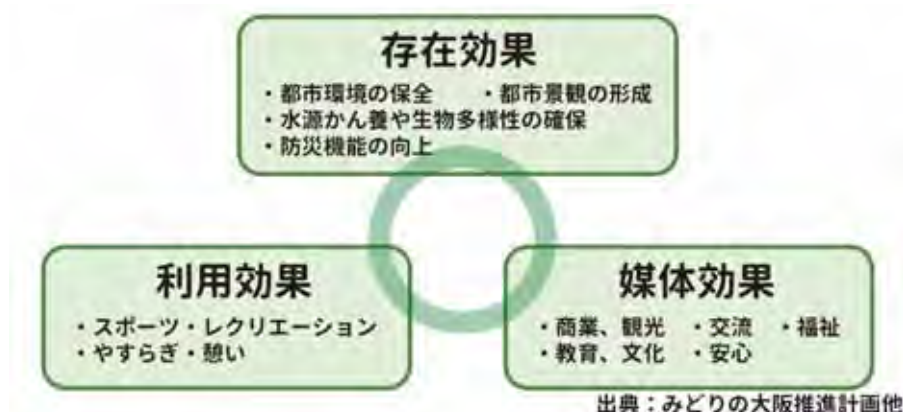 存在効果
・都市環境の保全　　・都市景観の形成
・水源かん養や生物多様性の確保
・防災機能の向上
利用効果
・スポーツ・レクリエーション
・やすらぎ・憩い
媒体効果
・商業、観光　・交流　・福祉
・教育、文化　・安心
出典：みどりの大阪推進計画他